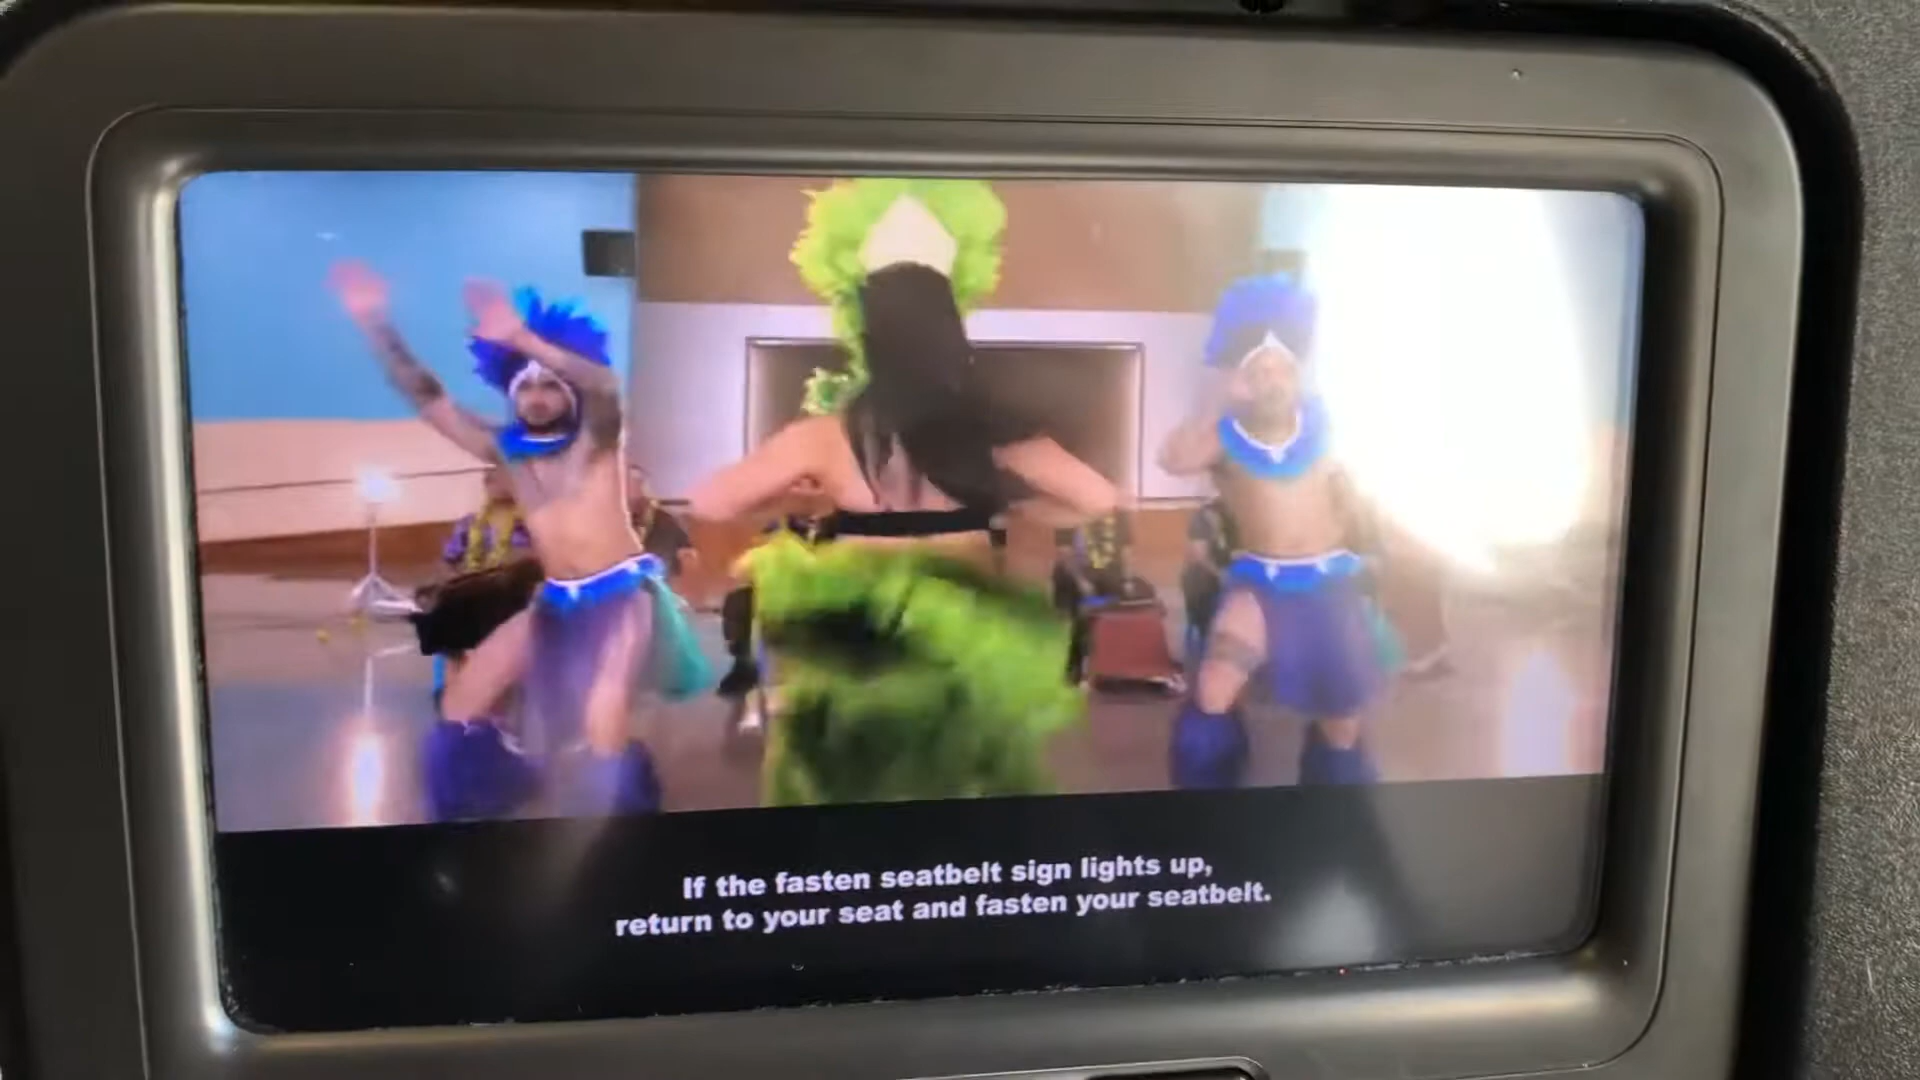 If the fasten seatbelt sign lights up,
return to your seat and fasten your seatbelt.